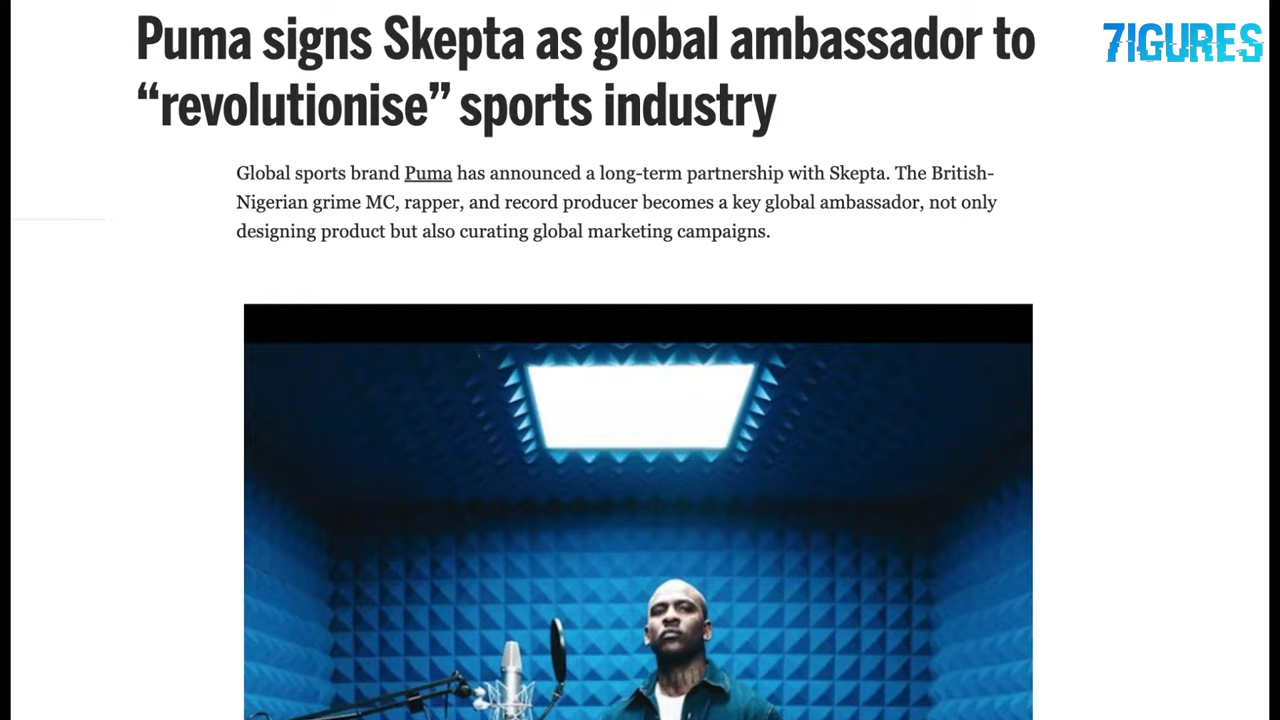 Puma signs Skepta as global ambassador to
7IGURES
“revolutionise” sports industry
Global sports brand Puma has announced a long-term partnership with Skepta. The British-
Nigerian grime MC, rapper, and record producer becomes a key global ambassador, not only
designing product but also curating global marketing campaigns.